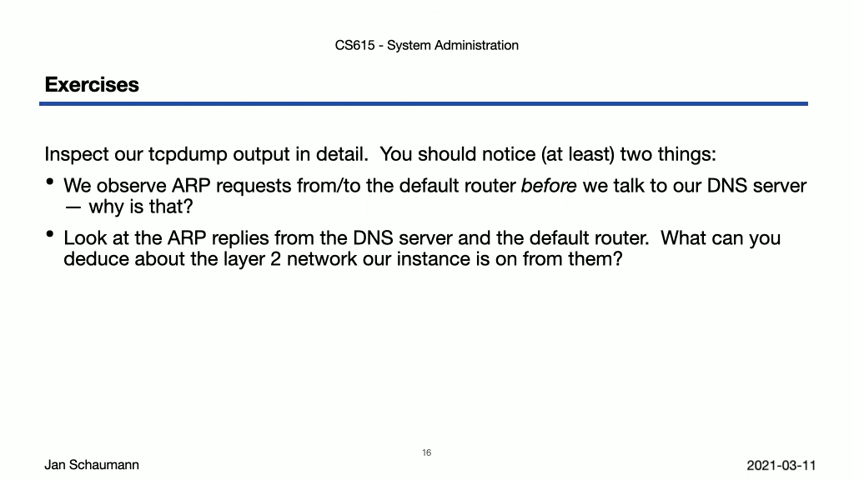 CS615 - System Administration
Exercises
Inspect our tcpdump output in detail.  You should notice (at least) two things:
• We observe ARP requests from/to the default router before we talk to our DNS server
— why is that?
• Look at the ARP replies from the DNS server and the default router.  What can you
deduce about the layer 2 network our instance is on from them?
16
Jan Schaumann
2021-03-11